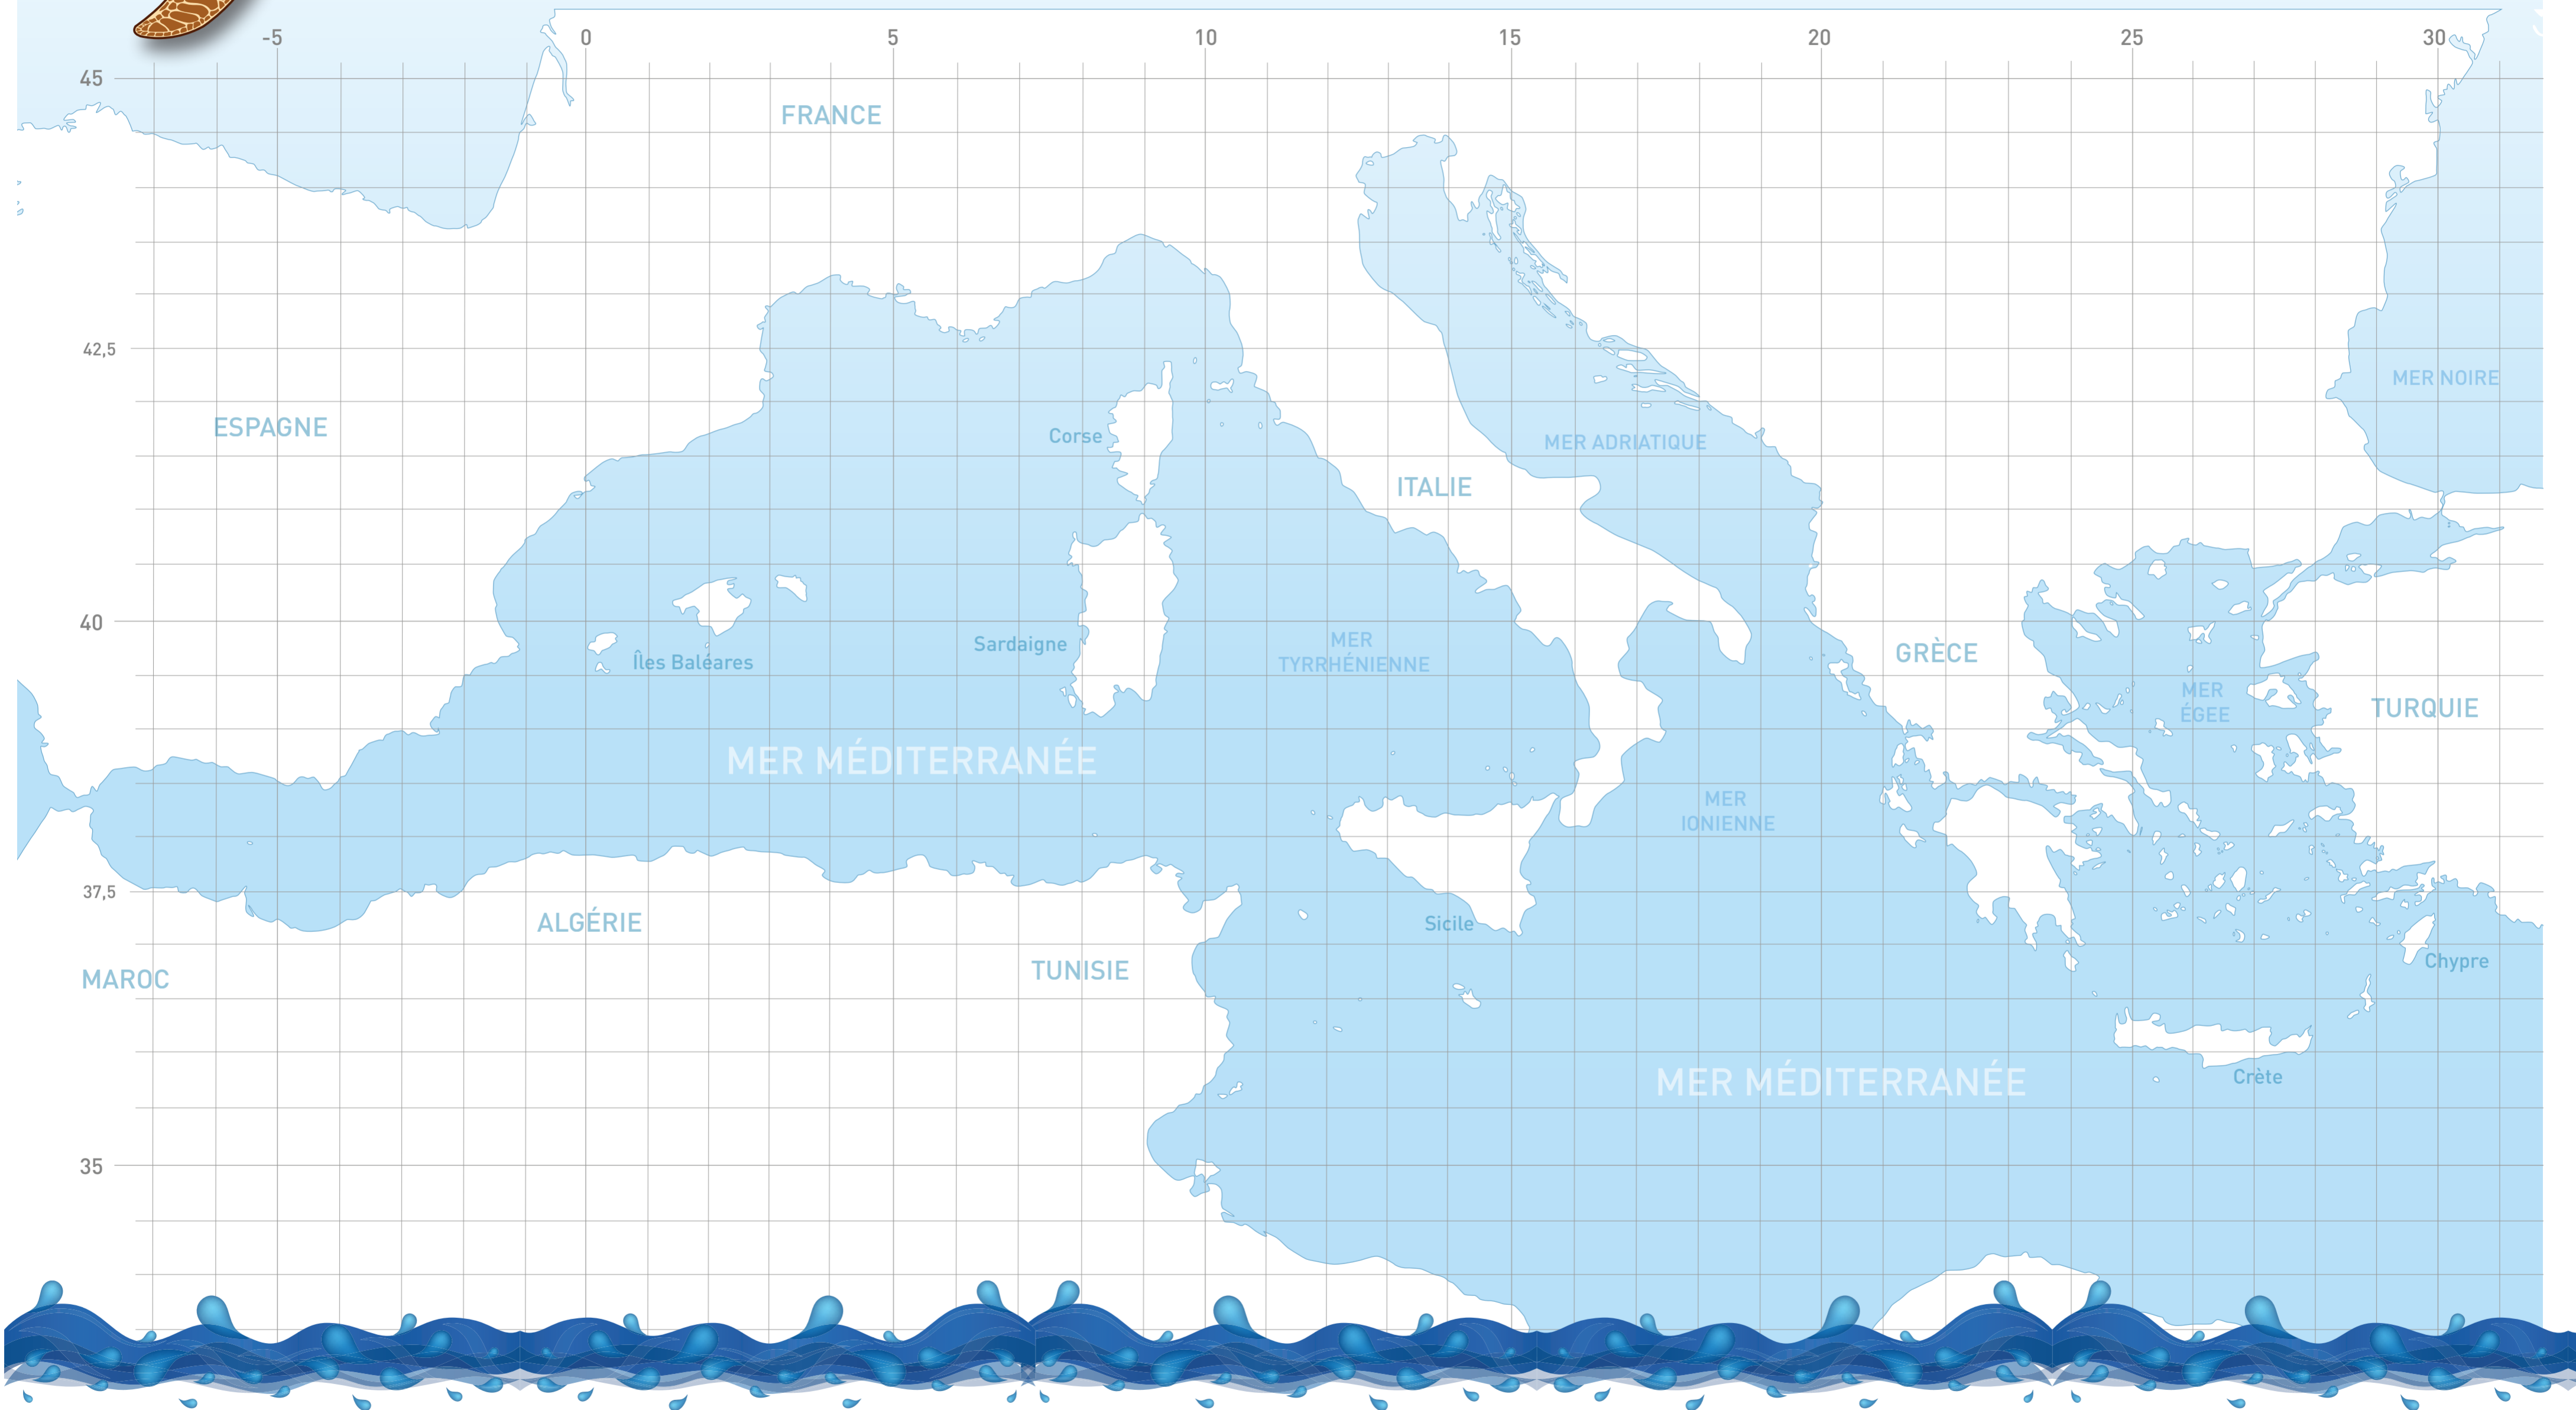 -5 0 5 10 15 20 25 30
45
FRANCE
42,5
MER NOIRE
ESPAGNE
Corse
MER ADRIATIQUE
ITALIE
40
Sardaigne
Îles Baléares
MER
TYRRHÉNIENNE
GRÈCE
MER
ÉGEE
TURQUIE
MER MÉDITERRANÉE
MER
IONIENNE
37,5
ALGÉRIE
Sicile
MAROC
TUNISIE
Chypre
MER MÉDITERRANÉE
Crète
35